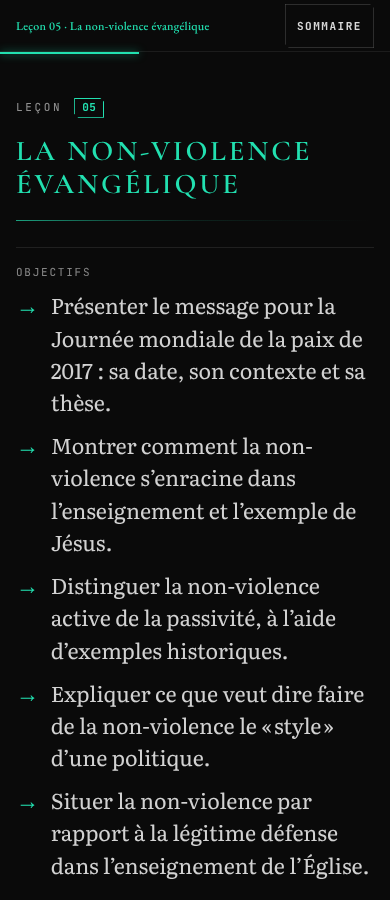 Leçon 05 · La non-violence évangélique
SOMMAIRE
LEÇON 05
LA NON-VIOLENCE
ÉVANGÉLIQUE
OBJECTIFS
→ Présenter le message pour la
Journée mondiale de la paix de
2017 : sa date, son contexte et sa
thèse.
→ Montrer comment la non-
violence s’enracine dans
l’enseignement et l’exemple de
Jésus.
→ Distinguer la non-violence
active de la passivité, à l’aide
d’exemples historiques.
→ Expliquer ce que veut dire faire
de la non-violence le « style »
d’une politique.
→ Situer la non-violence par
rapport à la légitime défense
dans l’enseignement de l’Église.